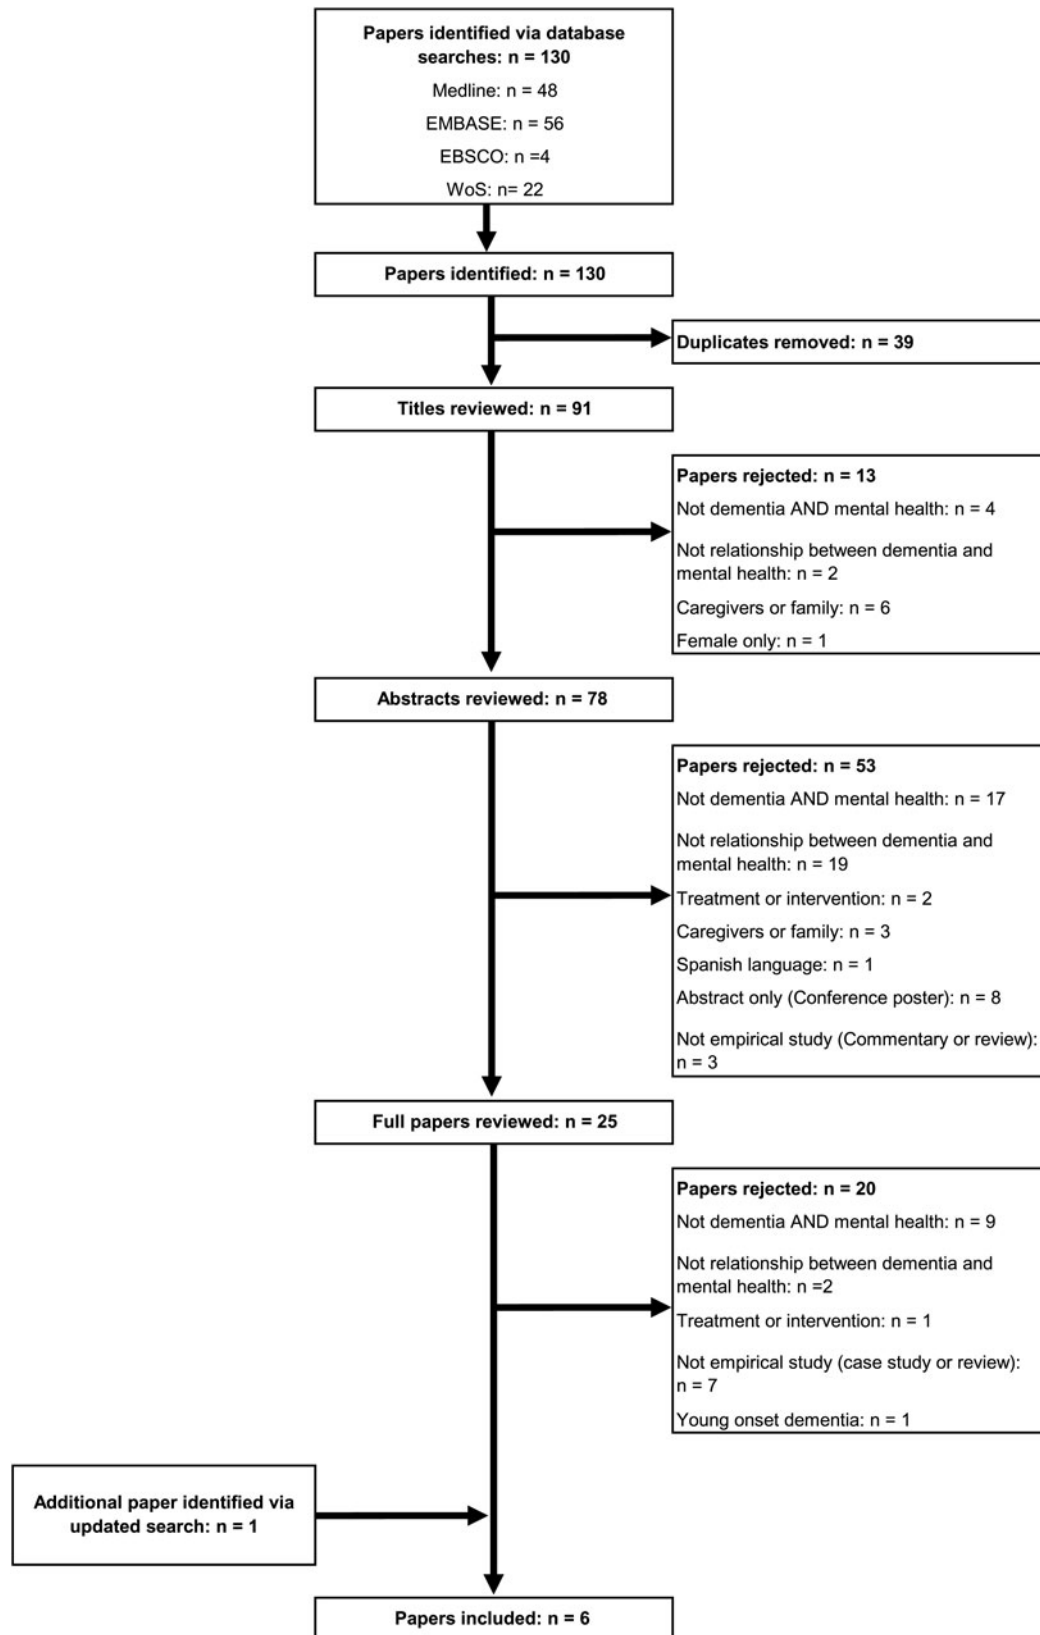 Papers identified via database
searches: n = 130
Medline: n = 48
EMBASE: n = 56
EBSCO: n =4
WoS: n= 22
Papers identified: n = 130
Duplicates removed: n = 39
Titles reviewed: n = 91
Papers rejected: n = 13
Not dementia AND mental health: n = 4
Not relationship between dementia and
mental health: n = 2
Caregivers or family: n = 6
Female only: n = 1
Abstracts reviewed: n = 78
Papers rejected: n = 53
Not dementia AND mental health: n = 17
Not relationship between dementia and
mental health: n = 19
Treatment or intervention: n = 2
Caregivers or family: n = 3
Spanish language: n = 1
Abstract only (Conference poster): n = 8
Not empirical study (Commentary or review):
n = 3
Full papers reviewed: n = 25
Papers rejected: n = 20
Not dementia AND mental health: n = 9
Not relationship between dementia and
mental health: n =2
Treatment or intervention: n = 1
Not empirical study (case study or review):
n = 7
Young onset dementia: n = 1
Additional paper identified via
updated search: n = 1
Papers included: n = 6